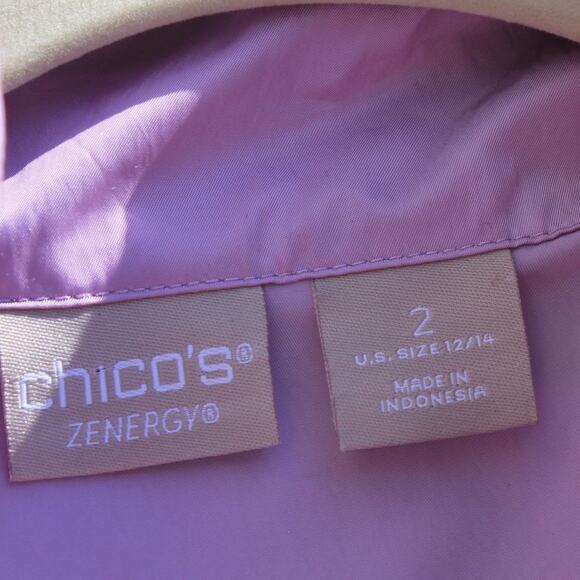 chico's®
ZENERGY®
2
U.S. SIZE 12/14
MADE IN
INDONESIA